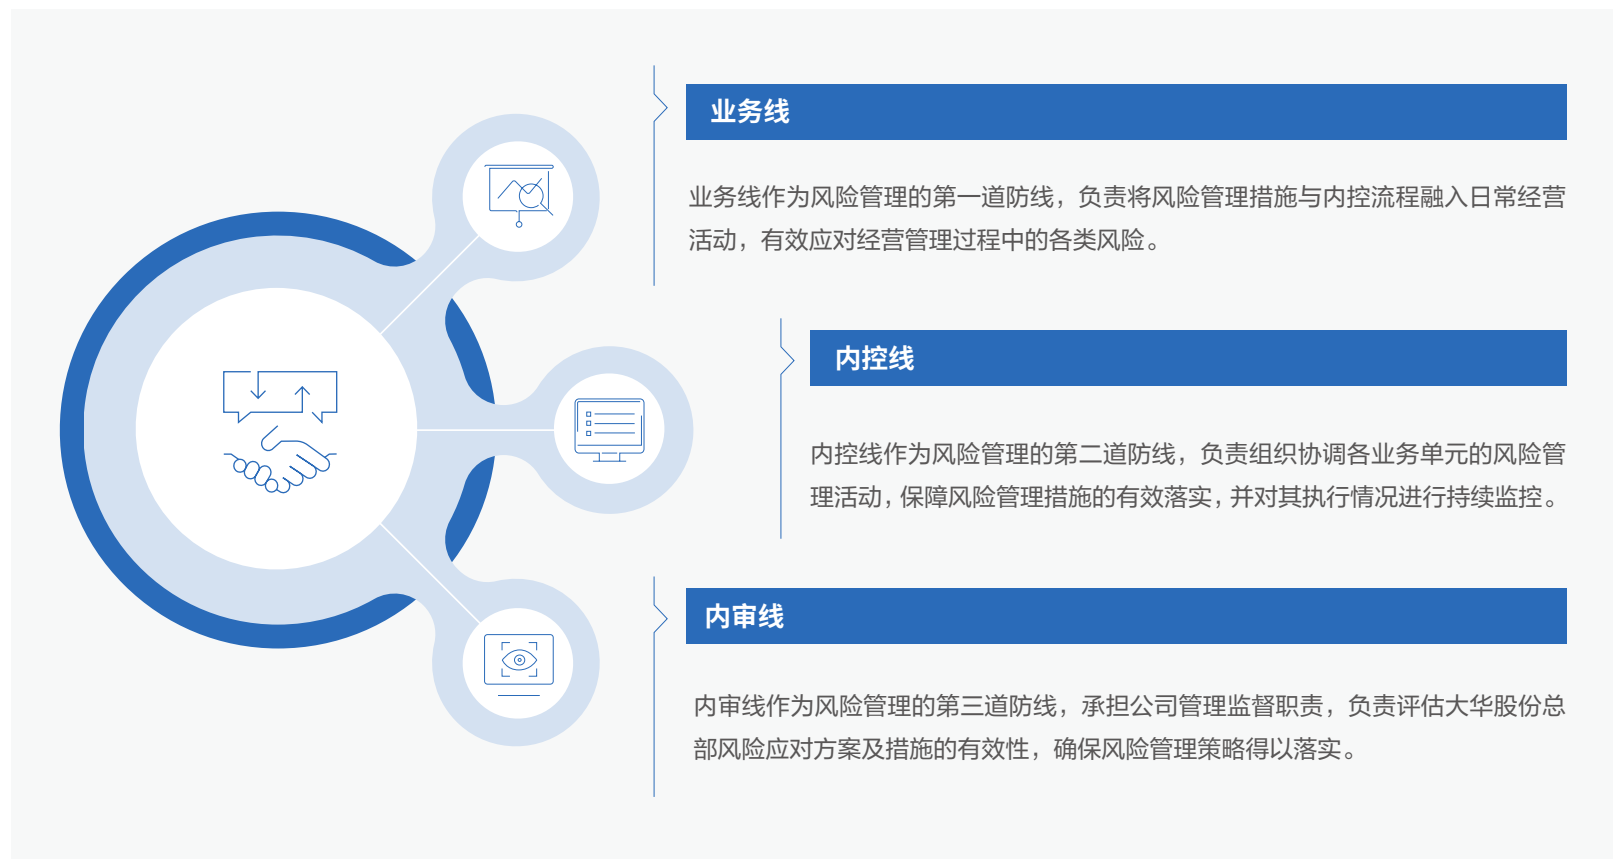 业务线
业务线作为风险管理的第一道防线，负责将风险管理措施与内控流程融入日常经营
活动，有效应对经营管理过程中的各类风险。
内控线
内控线作为风险管理的第二道防线，负责组织协调各业务单元的风险管
理活动，保障风险管理措施的有效落实，并对其执行情况进行持续监控。
内审线
内审线作为风险管理的第三道防线，承担公司管理监督职责，负责评估大华股份总
部风险应对方案及措施的有效性，确保风险管理策略得以落实。